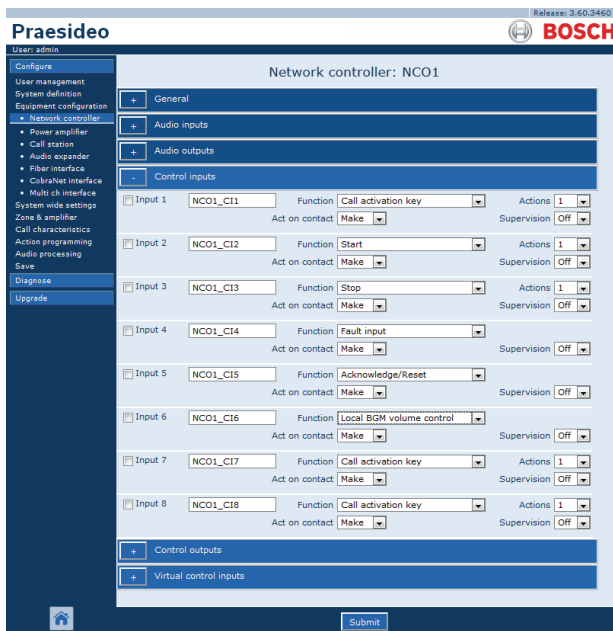 Release: 3.60.3460
Praesideo
BOSCH
User: admin
Configure
User management
System definition
Equipment configuration
• Network controller
• Power amplifier
• Call station
• Audio expander
• Fiber interface
• CobraNet interface
• Multi ch interface
System wide settings
Zone & amplifier
Call characteristics
Action programming
Audio processing
Save
Diagnose
Upgrade
Network controller: NCO1
+ General
+ Audio inputs
+ Audio outputs
- Control inputs
Input 1 NCO1_CI1 Function Call activation key Actions 1
Act on contact Make Supervision Off
Input 2 NCO1_CI2 Function Start Actions 1
Act on contact Make Supervision Off
Input 3 NCO1_CI3 Function Stop Actions 1
Act on contact Make Supervision Off
Input 4 NCO1_CI4 Function Fault input
Act on contact Make Supervision Off
Input 5 NCO1_CI5 Function Acknowledge/Reset
Act on contact Make Supervision Off
Input 6 NCO1_CI6 Function Local BGM volume control
Act on contact Make Supervision Off
Input 7 NCO1_CI7 Function Call activation key Actions 1
Act on contact Make Supervision Off
Input 8 NCO1_CI8 Function Call activation key Actions 1
Act on contact Make Supervision Off
+ Control outputs
+ Virtual control inputs
Submit